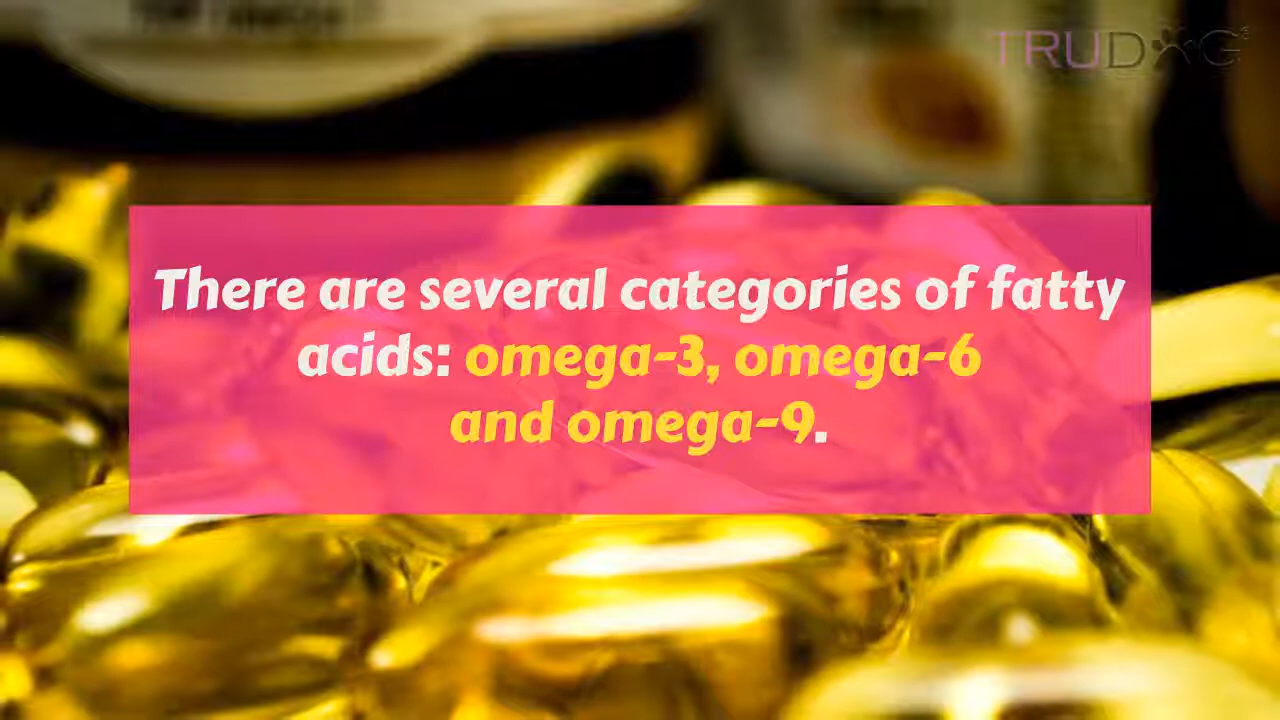 TRUDOG
There are several categories of fatty
acids: omega-3, omega-6
and omega-9.